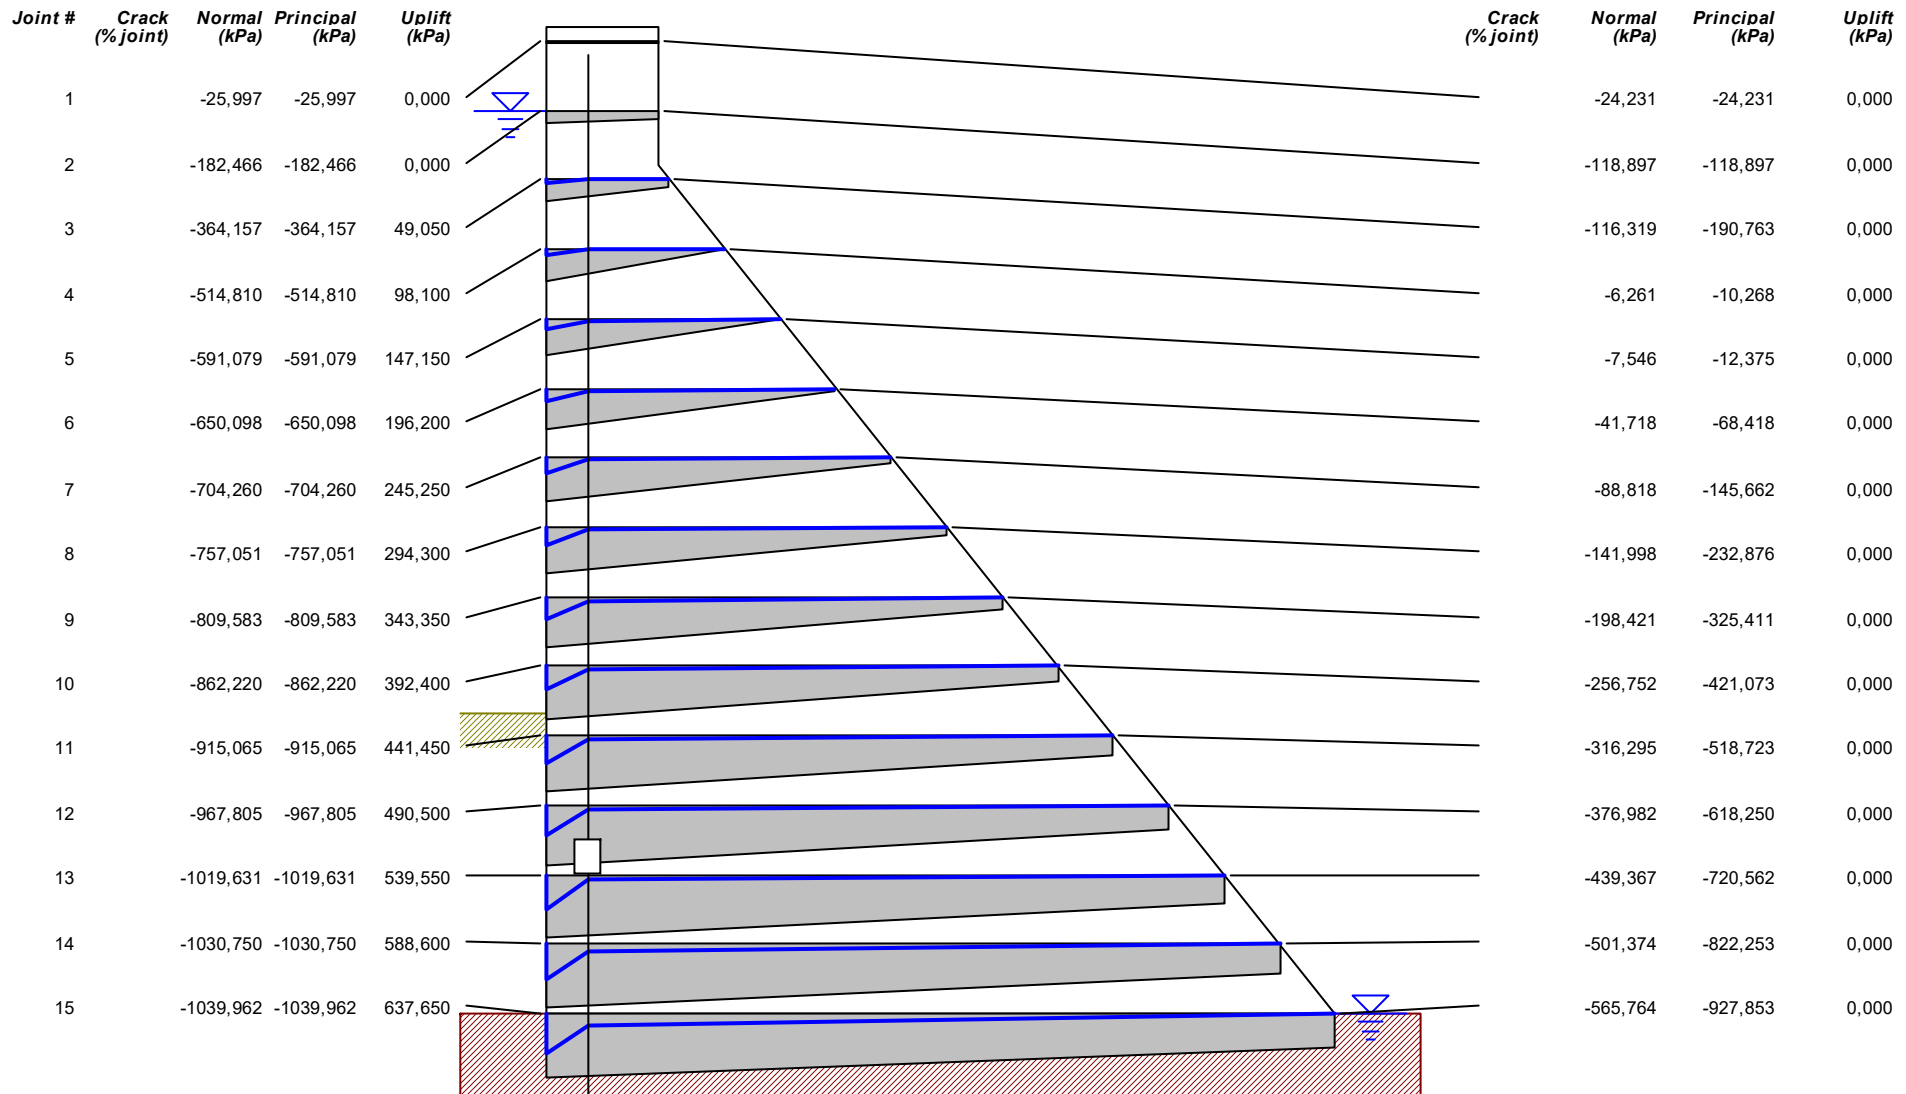 Joint # Crack Normal Principal Uplift Crack Normal Principal Uplift
(% joint) (kPa) (kPa) (kPa) (% joint) (kPa) (kPa) (kPa)
1 -25,997 -25,997 0,000 -24,231 -24,231 0,000
2 -182,466 -182,466 0,000 -118,897 -118,897 0,000
3 -364,157 -364,157 49,050 -116,319 -190,763 0,000
4 -514,810 -514,810 98,100 -6,261 -10,268 0,000
5 -591,079 -591,079 147,150 -7,546 -12,375 0,000
6 -650,098 -650,098 196,200 -41,718 -68,418 0,000
7 -704,260 -704,260 245,250 -88,818 -145,662 0,000
8 -757,051 -757,051 294,300 -141,998 -232,876 0,000
9 -809,583 -809,583 343,350 -198,421 -325,411 0,000
10 -862,220 -862,220 392,400 -256,752 -421,073 0,000
11 -915,065 -915,065 441,450 -316,295 -518,723 0,000
12 -967,805 -967,805 490,500 -376,982 -618,250 0,000
13 -1019,631 -1019,631 539,550 -439,367 -720,562 0,000
14 -1030,750 -1030,750 588,600 -501,374 -822,253 0,000
15 -1039,962 -1039,962 637,650 -565,764 -927,853 0,000